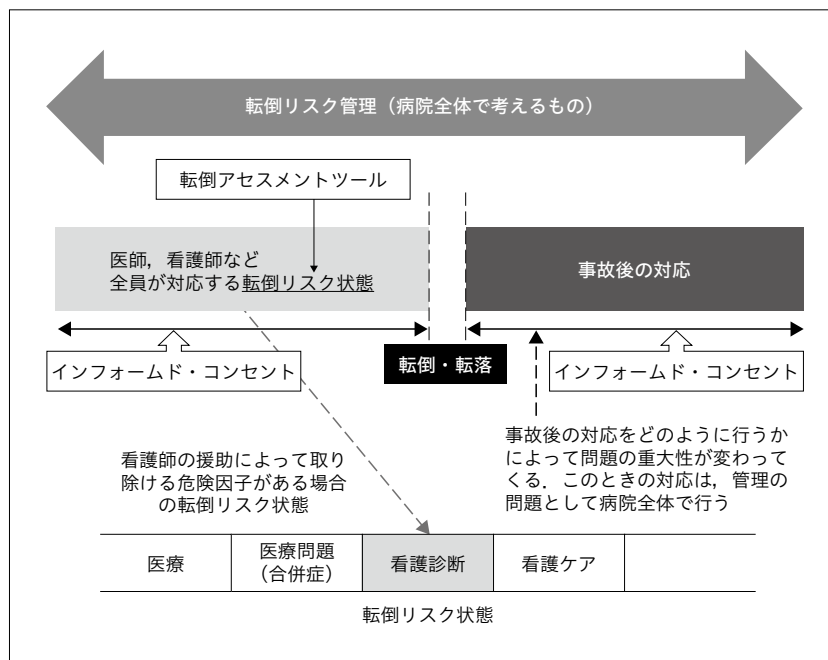 転倒リスク管理（病院全体で考えるもの）
転倒アセスメントツール
医師，看護師など
全員が対応する転倒リスク状態
事故後の対応
インフォームド・コンセント
転倒・転落
インフォームド・コンセント
看護師の援助によって取り
除ける危険因子がある場合
の転倒リスク状態
事故後の対応をどのように行うか
によって問題の重大性が変わって
くる．このときの対応は，管理の
問題として病院全体で行う
医療
医療問題
（合併症）
看護診断
看護ケア
転倒リスク状態